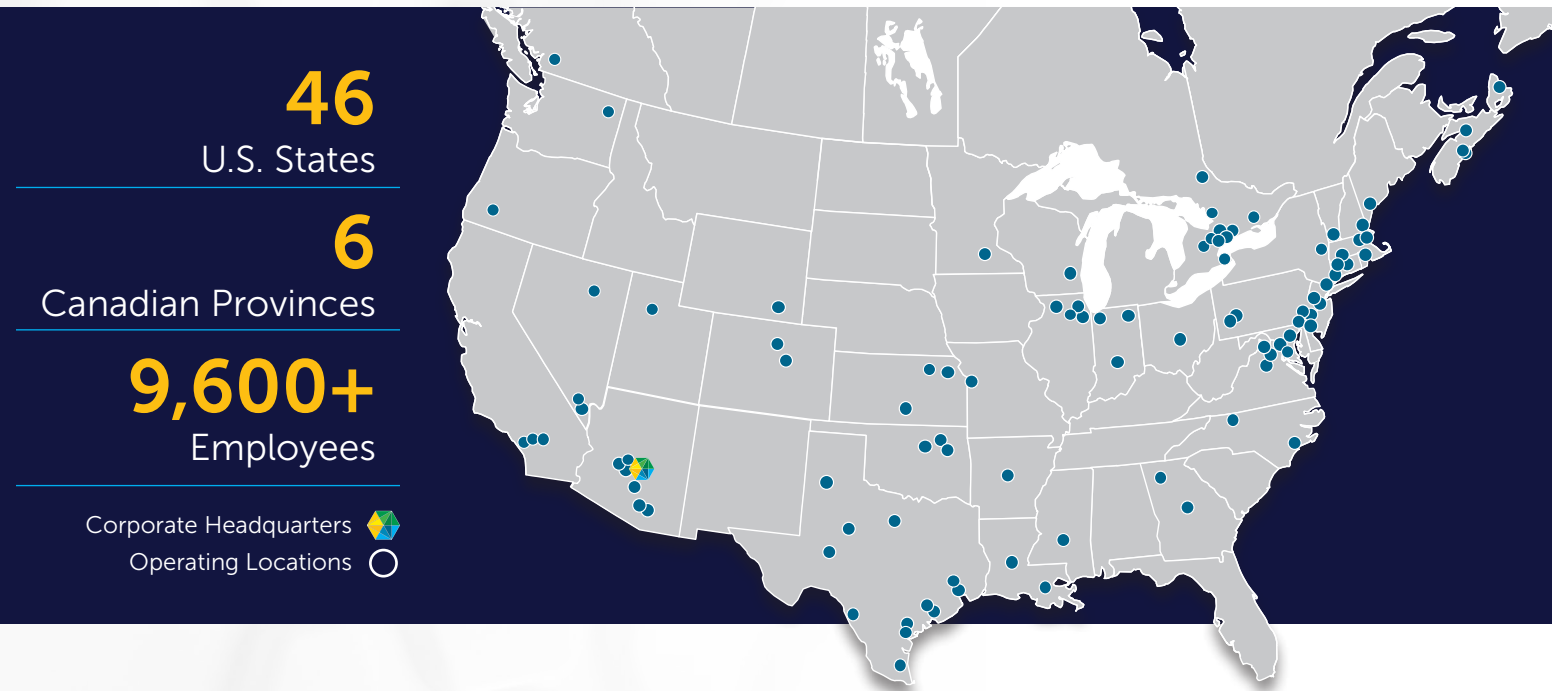 46
U.S. States
6
Canadian Provinces
9,600+
Employees
Corporate Headquarters
Operating Locations